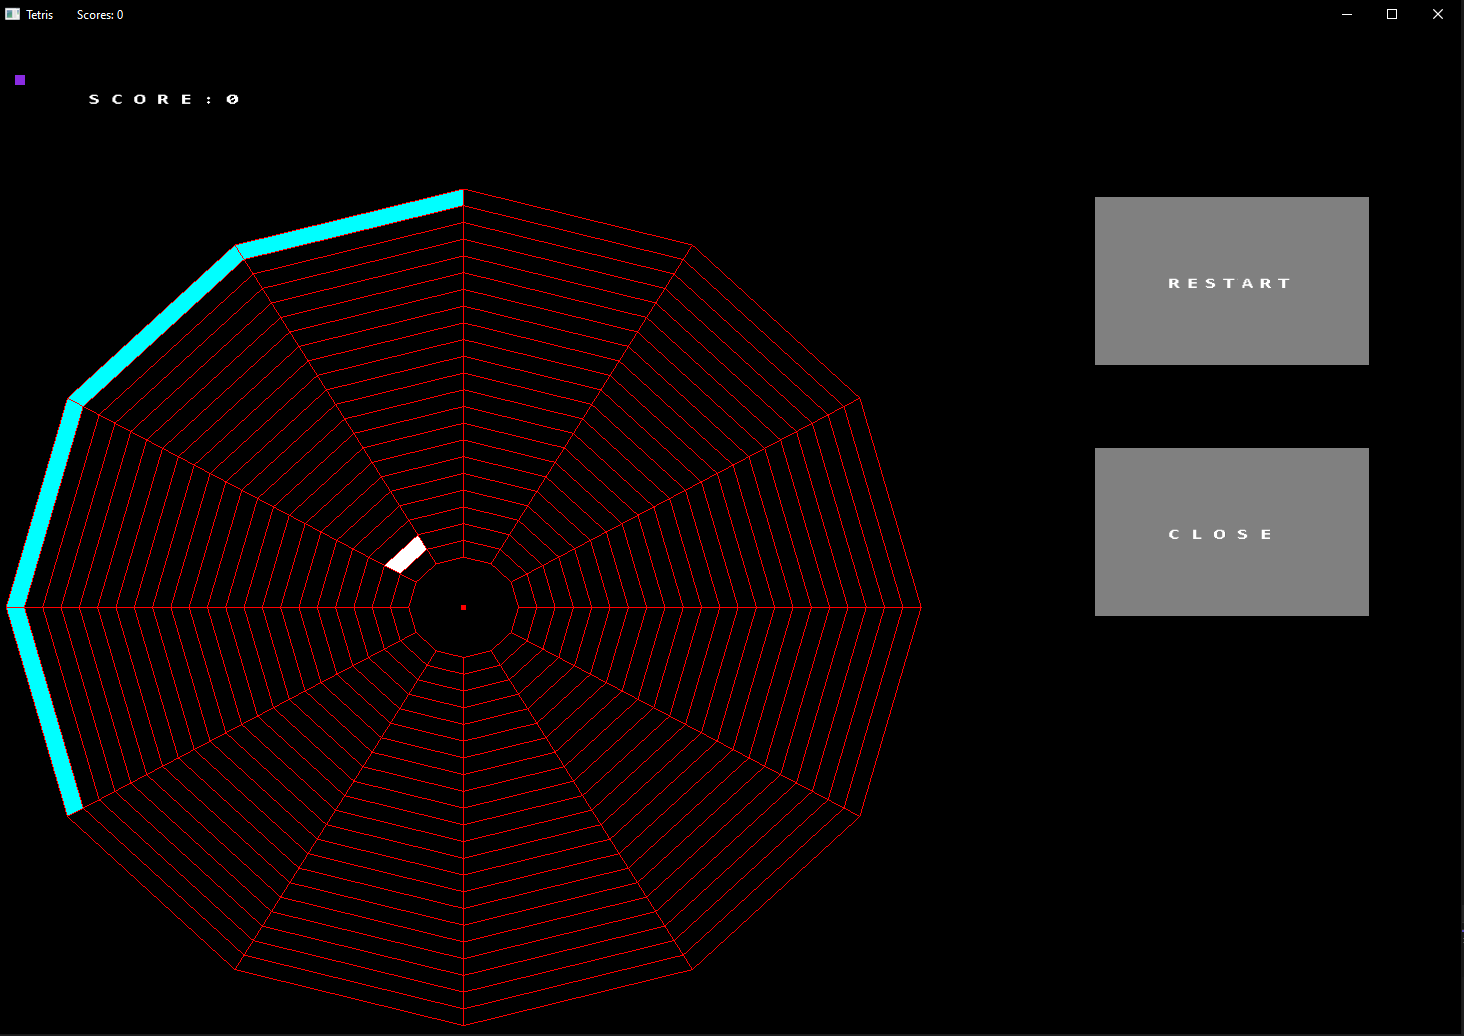 Tetris Scores: 0
S C O R E : 0
R E S T A R T
C L O S E